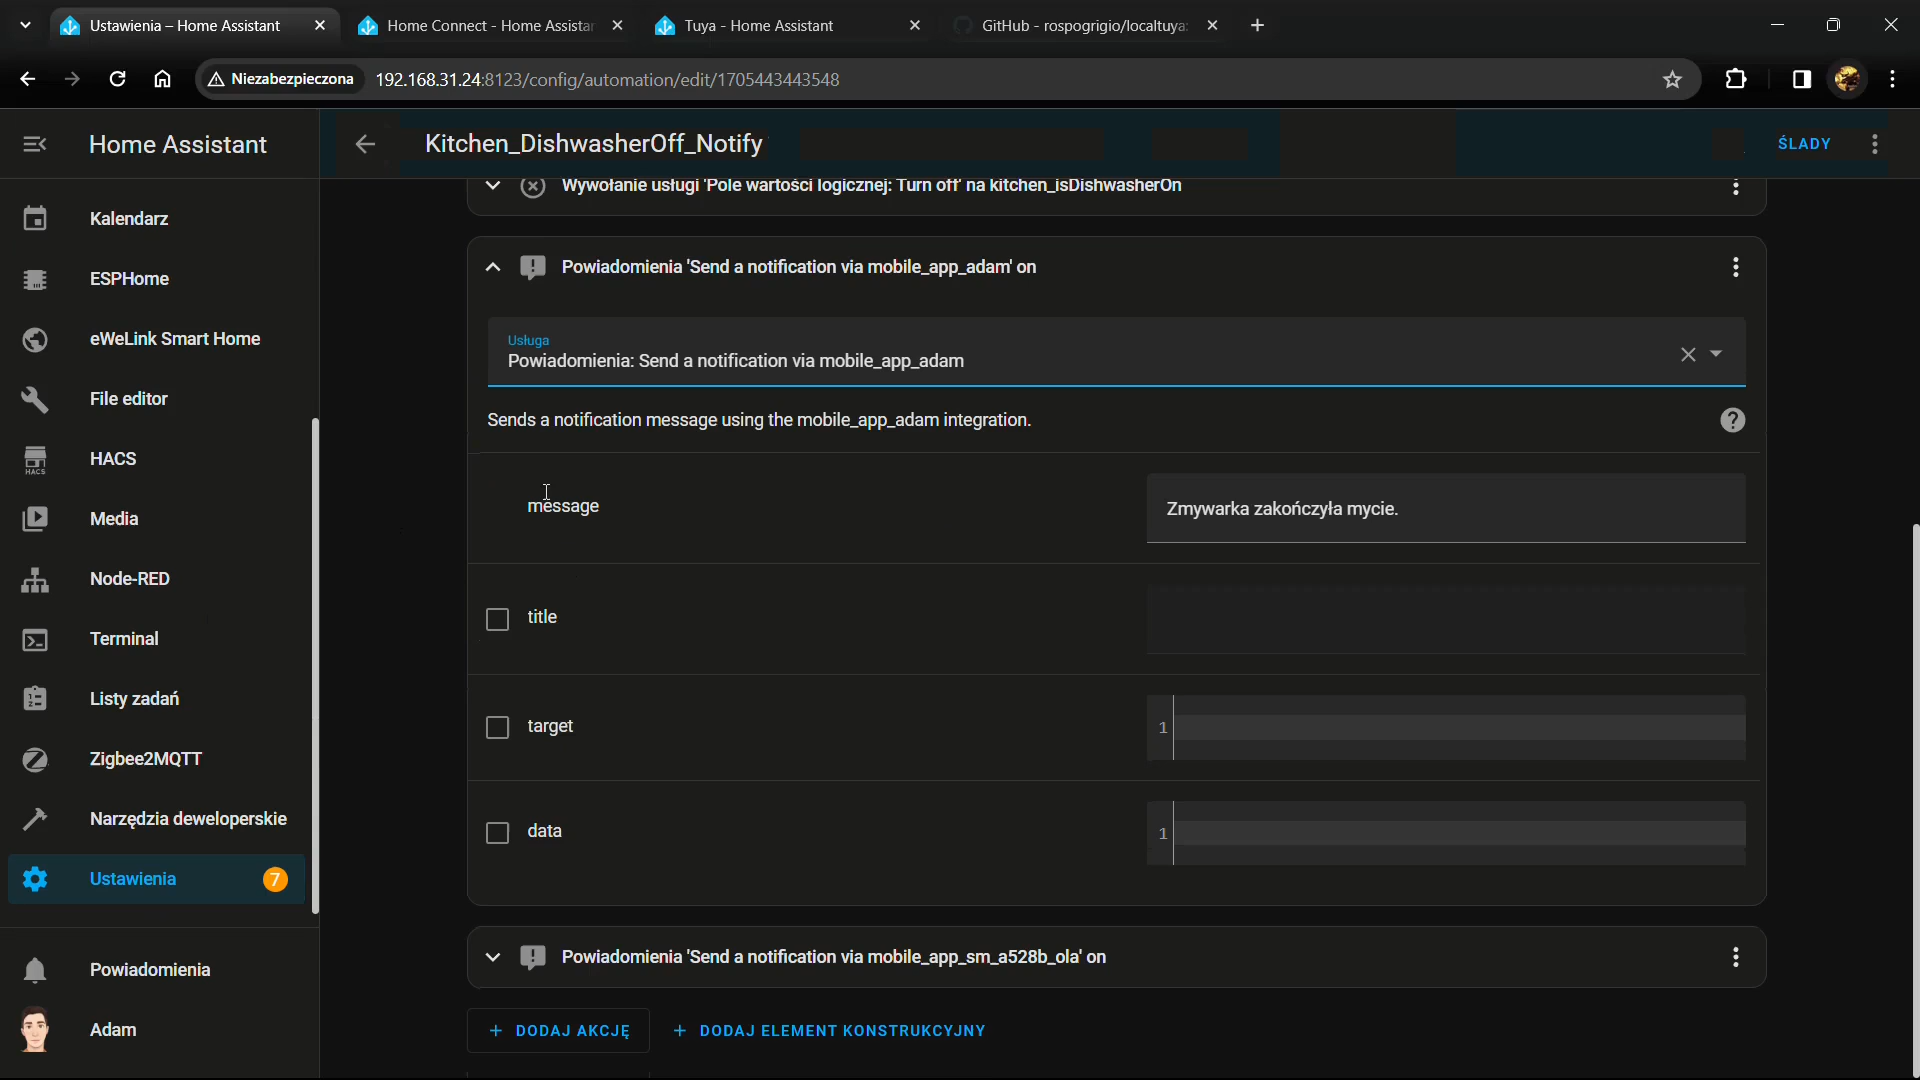 Ustawienia – Home Assistant
Home Connect - Home Assistan
Tuya - Home Assistant
GitHub - rospogrigio/localtuya:
Niezabezpieczona
192.168.31.24:8123/config/automation/edit/1705443443548
Home Assistant
Kitchen_DishwasherOff_Notify
ŚLADY
Kalendarz
ESPHome
eWeLink Smart Home
File editor
HACS
HACS
Media
Node-RED
Terminal
Listy zadań
Zigbee2MQTT
Narzędzia deweloperskie
Ustawienia
7
Powiadomienia
Adam
Wywołanie usługi 'Pole wartości logicznej: Turn off' na kitchen_isDishwasherOn
Powiadomienia 'Send a notification via mobile_app_adam' on
Usługa
Powiadomienia: Send a notification via mobile_app_adam
Sends a notification message using the mobile_app_adam integration.
message
Zmywarka zakończyła mycie.
title
target
1
data
1
Powiadomienia 'Send a notification via mobile_app_sm_a528b_ola' on
+ DODAJ AKCJĘ
+ DODAJ ELEMENT KONSTRUKCYJNY